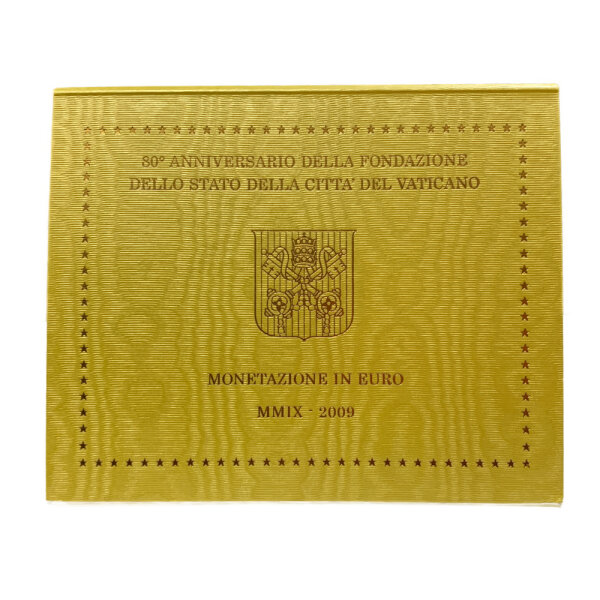 80° ANNIVERSARIO DELLA FONDAZIONE
DELLO STATO DELLA CITTA' DEL VATICANO
MONETAZIONE IN EURO
MMIX - 2009